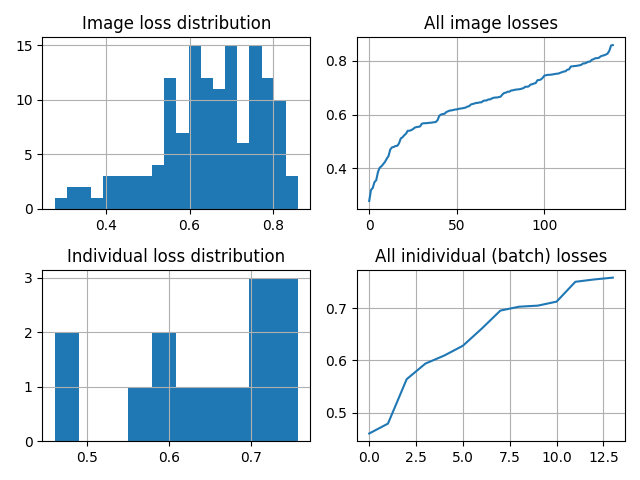 Image loss distribution
15
10
5
0
0.4 0.6 0.8
All image losses
0.8
0.6
0.4
0 50 100
Individual loss distribution
3
2
1
0
0.5 0.6 0.7
All inidividual (batch) losses
0.7
0.6
0.5
0.0 2.5 5.0 7.5 10.0 12.5